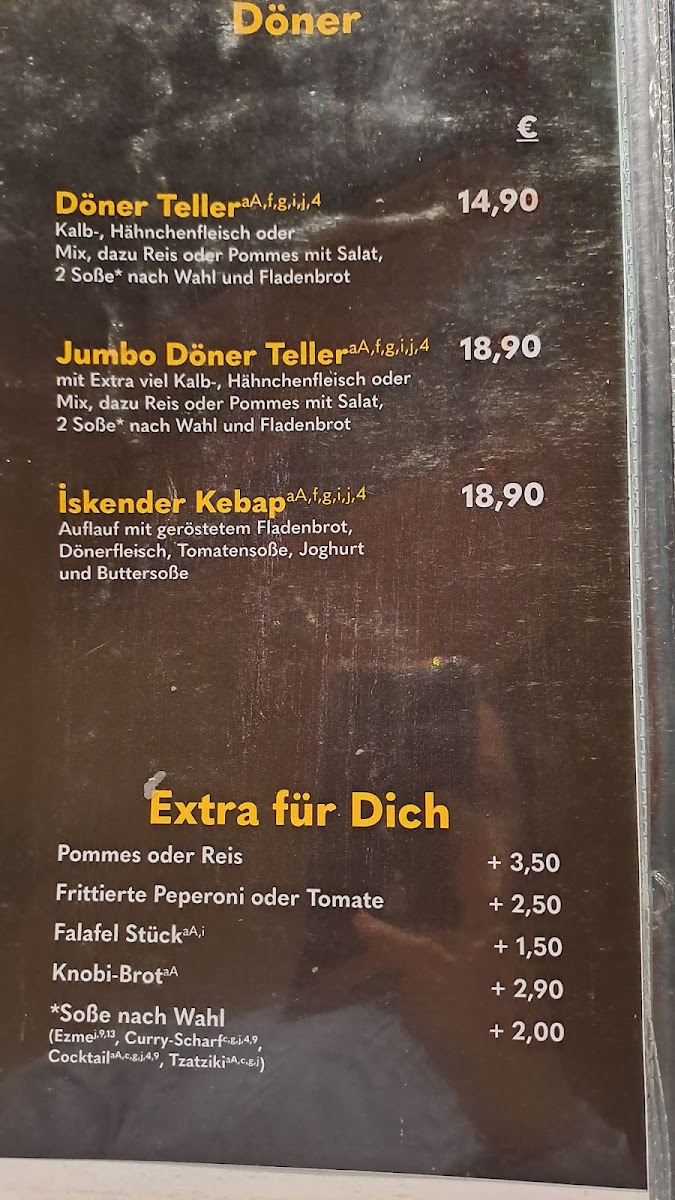 Döner
€
Döner TelleraA,f,g,i,j,4 14,90
Kalb-, Hähnchenfleisch oder
Mix, dazu Reis oder Pommes mit Salat,
2 Soße* nach Wahl und Fladenbrot
Jumbo Döner TelleraA,f,g,i,j,4 18,90
mit Extra viel Kalb-, Hähnchenfleisch oder
Mix, dazu Reis oder Pommes mit Salat,
2 Soße* nach Wahl und Fladenbrot
İskender KebapaA,f,g,i,j,4 18,90
Auflauf mit geröstetem Fladenbrot,
Dönerfleisch, Tomatensoße, Joghurt
und Buttersoße
Extra für Dich
Pommes oder Reis + 3,50
Frittierte Peperoni oder Tomate + 2,50
Falafel StückaA,i + 1,50
Knobi-BrotaA + 2,90
*Soße nach Wahl + 2,00
(Ezmej,9,13, Curry-Scharfc,g,j,4,9,
CocktailaA,c,g,j,4,9, TzatzikiaA,c,g,j)